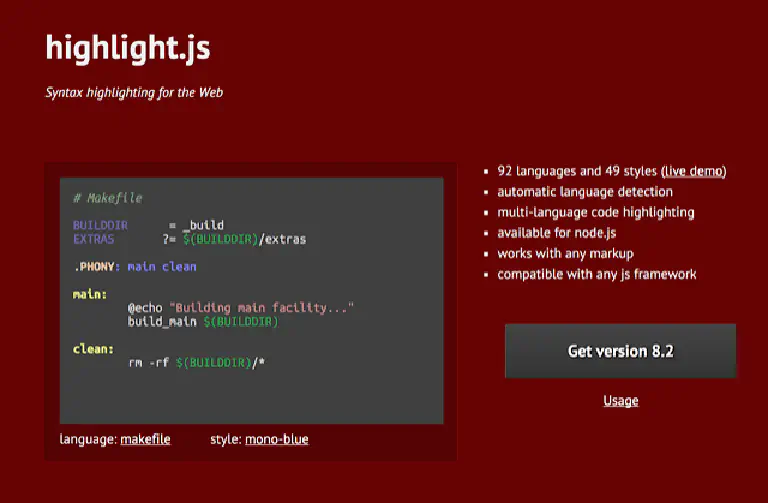 highlight.js
Syntax highlighting for the Web
# Makefile
BUILDDIR = _build
EXTRAS ?= $(BUILDDIR)/extras
.PHONY: main clean
main:
@echo "Building main facility..."
build_main $(BUILDDIR)
clean:
rm -rf $(BUILDDIR)/*
language: makefile style: mono-blue
92 languages and 49 styles (live demo)
automatic language detection
multi-language code highlighting
available for node.js
works with any markup
compatible with any js framework
Get version 8.2
Usage